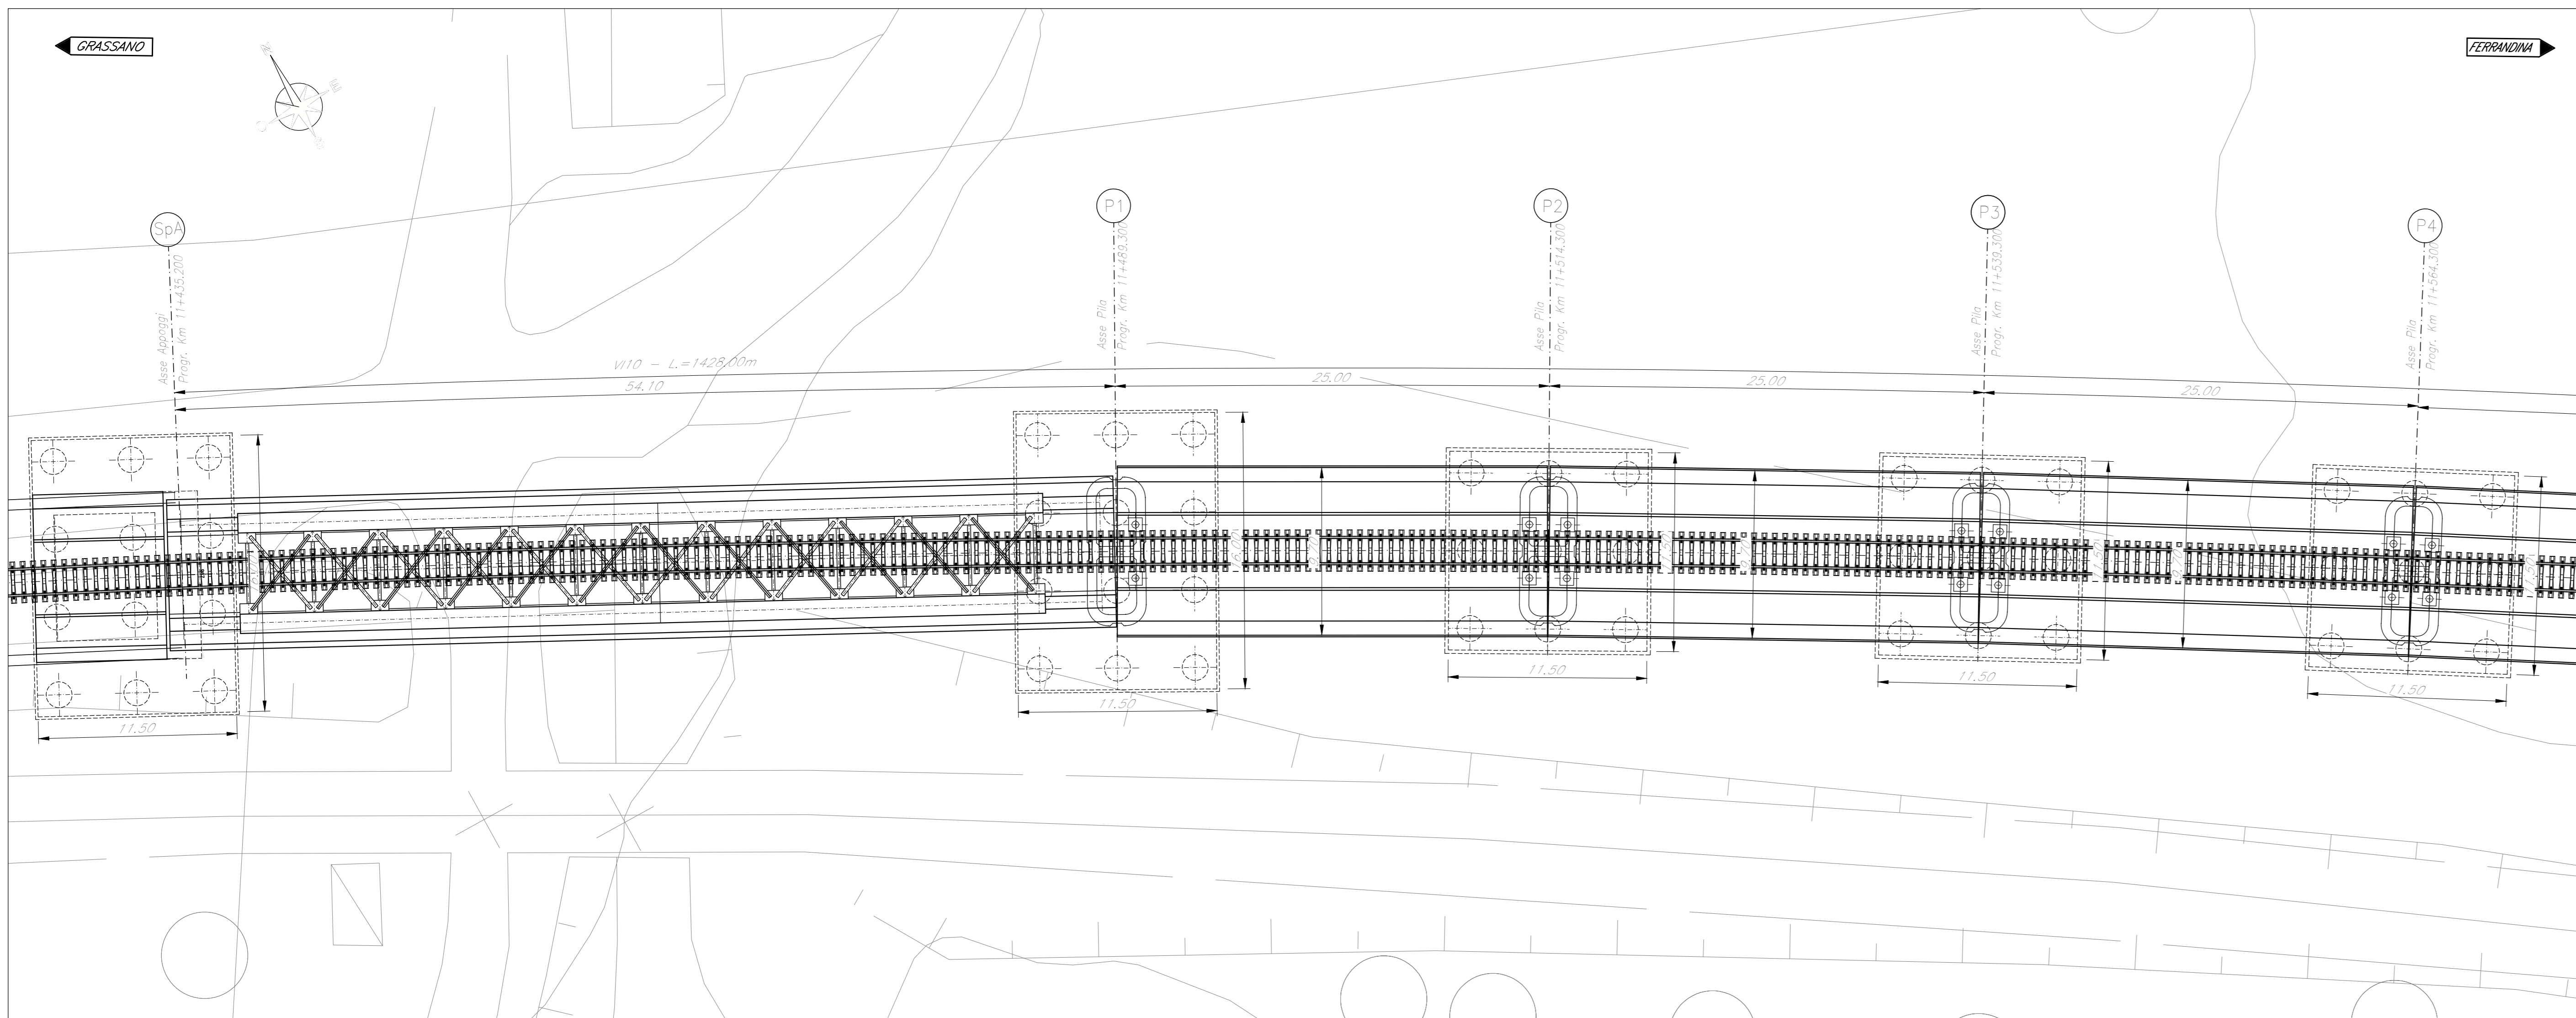 GRASSANO
FERRANDINA
SpA
P1
P2
P3
P4
Asse Appoggi
Progr. Km 11+435.200
Asse Pila
Progr. Km 11+489.300
Asse Pila
Progr. Km 11+514.300
Asse Pila
Progr. Km 11+539.300
Asse Pila
Progr. Km 11+564.300
VI10 - L.=1428.00m
54.10
25.00
25.00
25.00
11.50
11.50
11.50
11.50
11.50